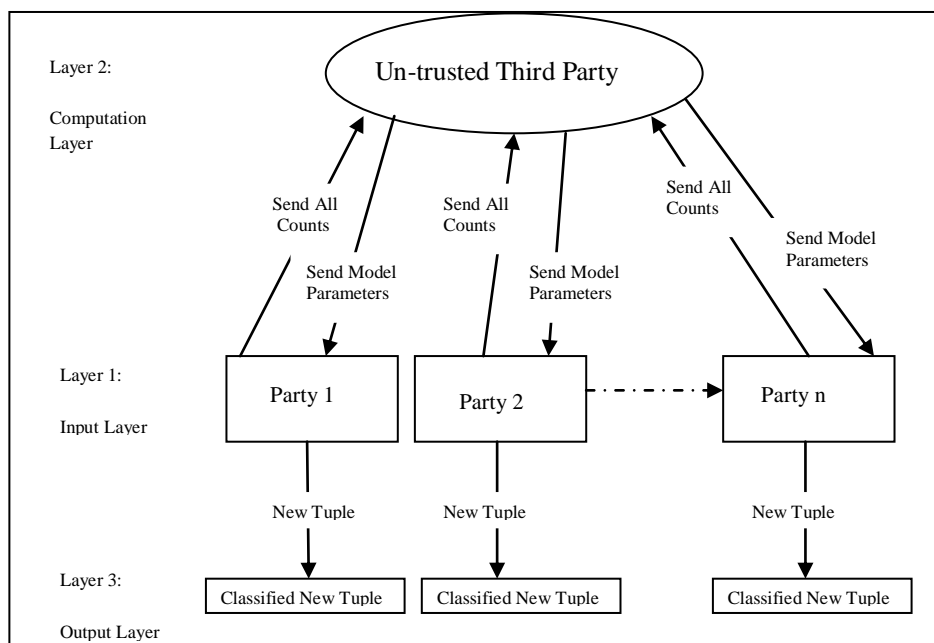 Layer 2:
Un-trusted Third Party
Computation
Layer
Send All
Counts
Send All
Counts
Send All
Counts
Send Model
Parameters
Send Model
Parameters
Send Model
Parameters
Layer 1:
Party 1
Party 2
Party n
Input Layer
New Tuple
New Tuple
New Tuple
Layer 3:
Classified New Tuple
Classified New Tuple
Classified New Tuple
Output Layer